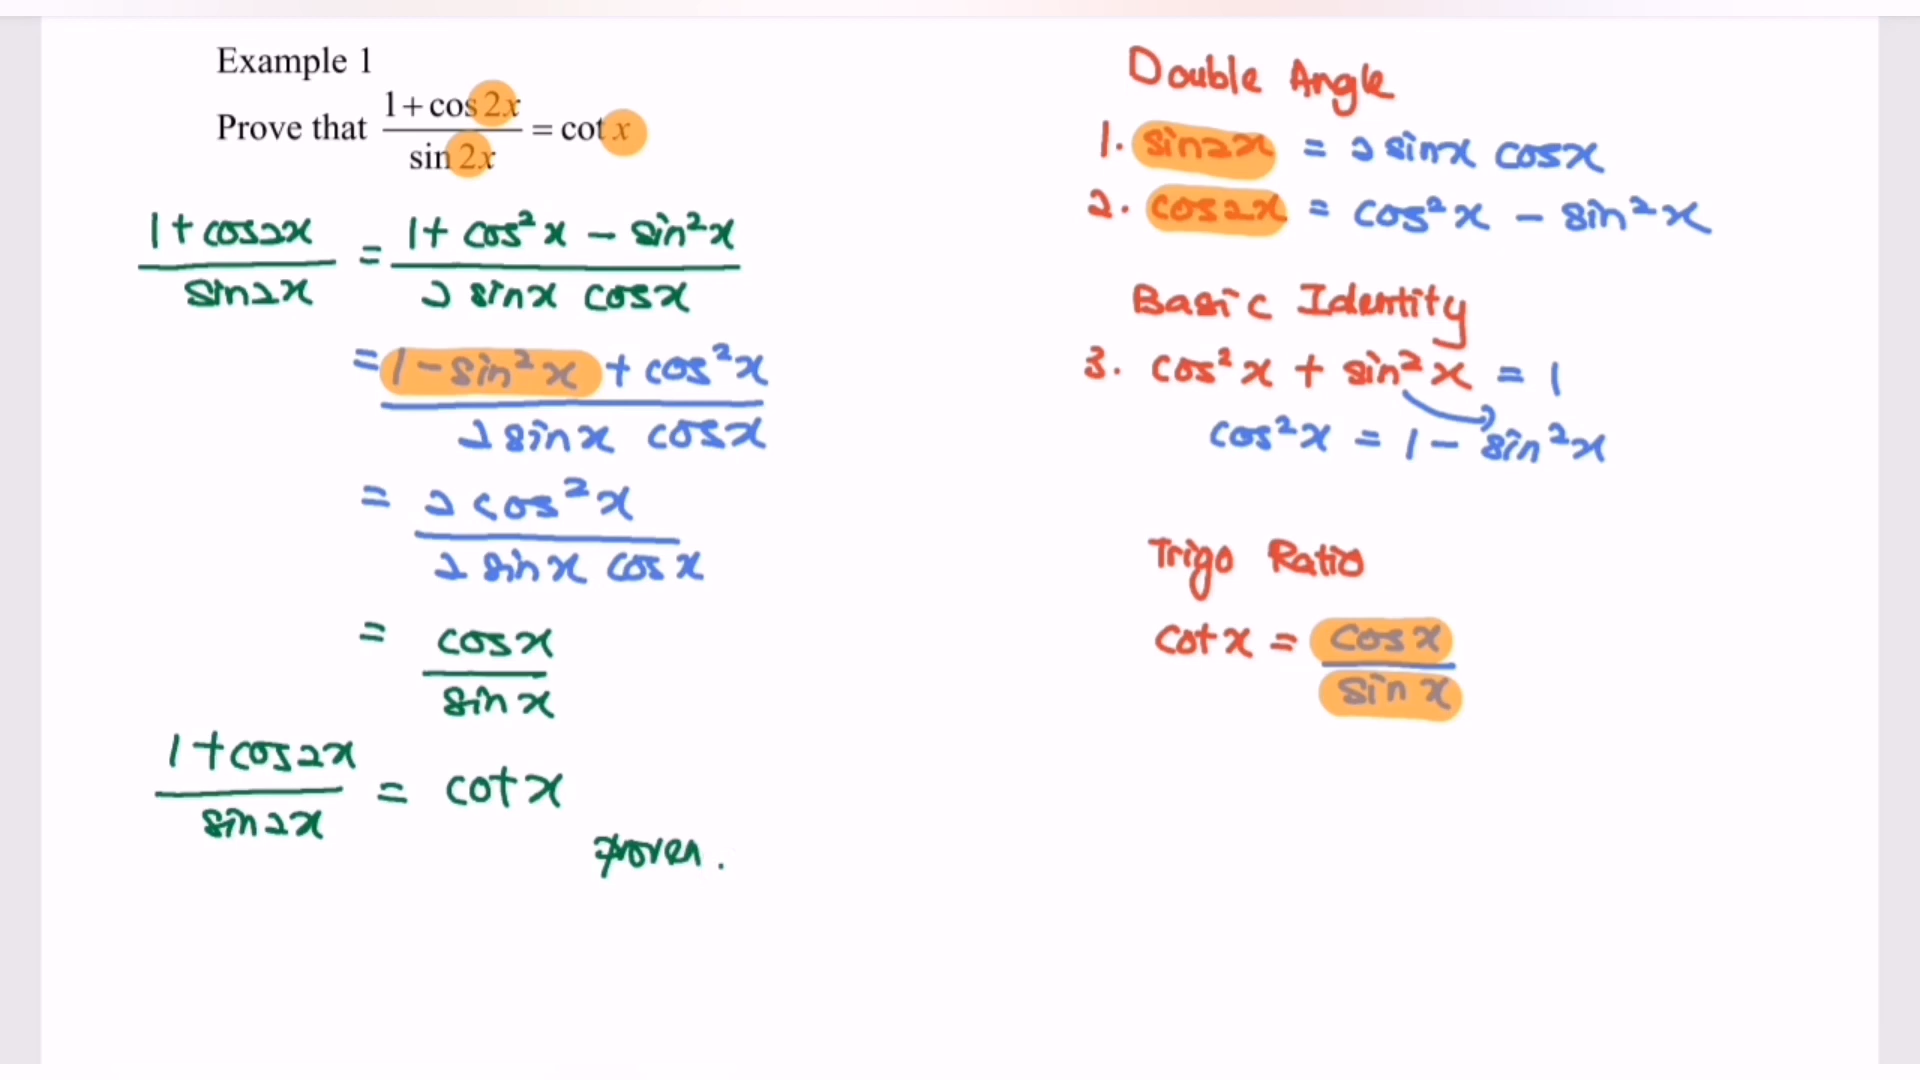 Example 1
Prove that (1 + cos 2x) / (sin 2x) = cot x
(1 + cos2x) / (sin2x) = (1 + cos²x − sin²x) / (2 sinx cosx)
= (1 − sin²x + cos²x) / (2 sinx cosx)
= (2 cos²x) / (2 sinx cosx)
= (cosx) / (sinx)
(1 + cos2x) / (sin2x) = cotx
proven.
Double Angle
1. sin2x = 2 sinx cosx
2. cos2x = cos²x − sin²x
Basic Identity
3. cos²x + sin²x = 1
cos²x = 1 − sin²x
Trigo Ratio
cotx = (cosx) / (sinx)